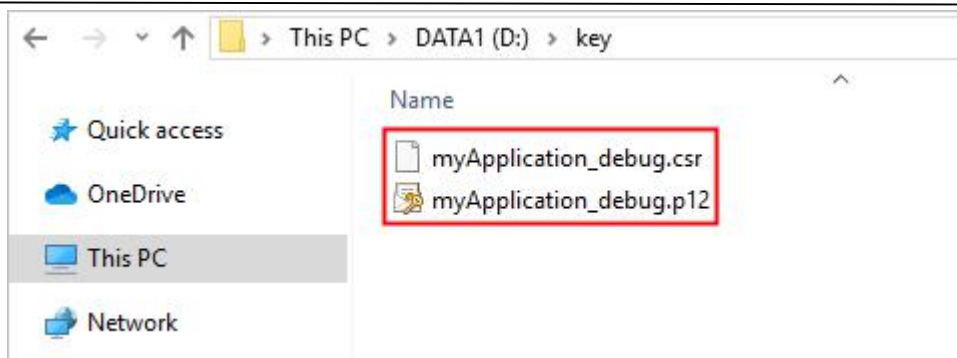 This PC > DATA1 (D:) > key
Name
Quick access
myApplication_debug.csr
OneDrive
myApplication_debug.p12
This PC
Network